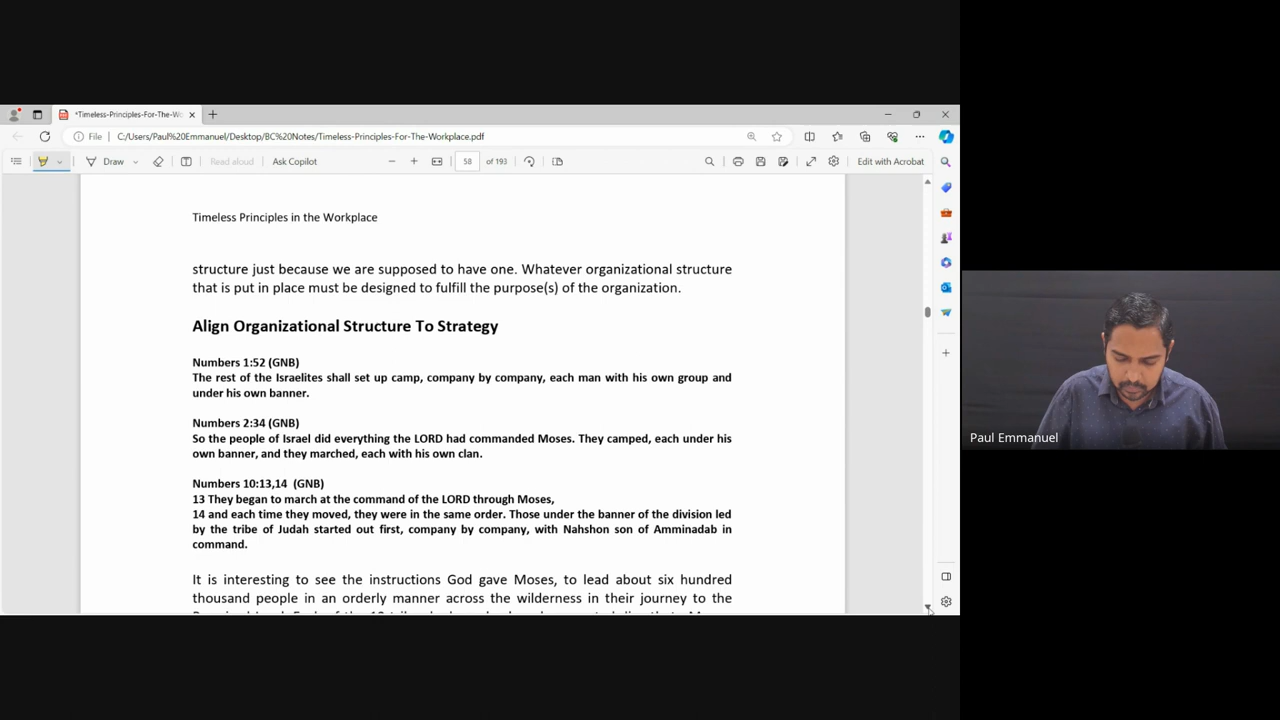 *Timeless-Principles-For-The-Wo
File
C:/Users/Paul%20Emmanuel/Desktop/BC%20Notes/Timeless-Principles-For-The-Workplace.pdf
Draw
Read aloud
Ask Copilot
58 of 193
Edit with Acrobat
Timeless Principles in the Workplace
structure just because we are supposed to have one. Whatever organizational structure
that is put in place must be designed to fulfill the purpose(s) of the organization.
Align Organizational Structure To Strategy
Numbers 1:52 (GNB)
The rest of the Israelites shall set up camp, company by company, each man with his own group and
under his own banner.
Numbers 2:34 (GNB)
So the people of Israel did everything the LORD had commanded Moses. They camped, each under his
own banner, and they marched, each with his own clan.
Numbers 10:13,14 (GNB)
13 They began to march at the command of the LORD through Moses,
14 and each time they moved, they were in the same order. Those under the banner of the division led
by the tribe of Judah started out first, company by company, with Nahshon son of Amminadab in
command.
It is interesting to see the instructions God gave Moses, to lead about six hundred
thousand people in an orderly manner across the wilderness in their journey to the
Paul Emmanuel